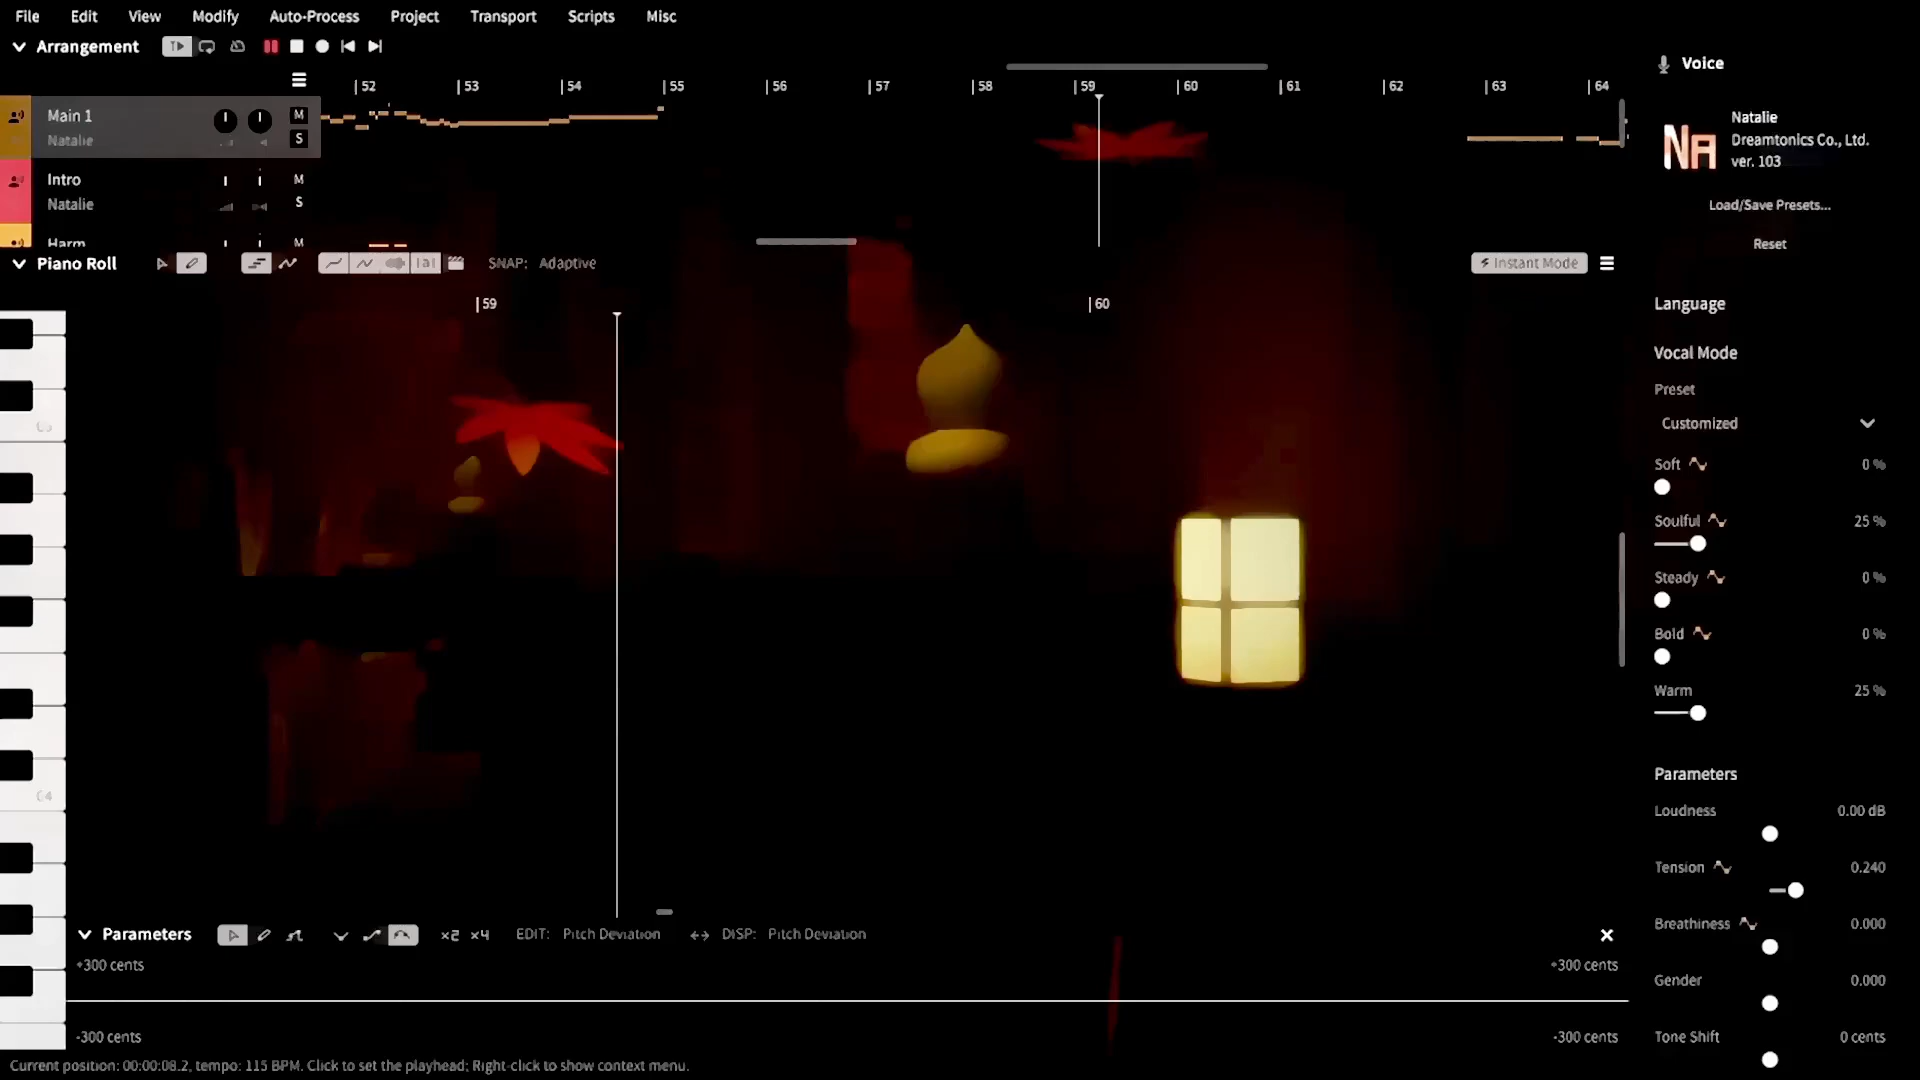 File Edit View Modify Auto-Process Project Transport Scripts Misc
Arrangement
52 53 54 55 56 57 58 59 60 61 62 63 64
Main 1 M
Natalie S
Intro M
Natalie S
Harm M
Piano Roll SNAP: Adaptive Instant Mode
59 60
C5
C4
Parameters x2 x4 EDIT: Pitch Deviation DISP: Pitch Deviation
+300 cents +300 cents
-300 cents -300 cents
Current position: 00:00:08.2, tempo: 115 BPM. Click to set the playhead; Right-click to show context menu.
Voice
NA
Natalie
Dreamtonics Co., Ltd.
ver. 103
Load/Save Presets...
Reset
Language
Vocal Mode
Preset
Customized
Soft 0 %
Soulful 25 %
Steady 0 %
Bold 0 %
Warm 25 %
Parameters
Loudness 0.00 dB
Tension 0.240
Breathiness 0.000
Gender 0.000
Tone Shift 0 cents